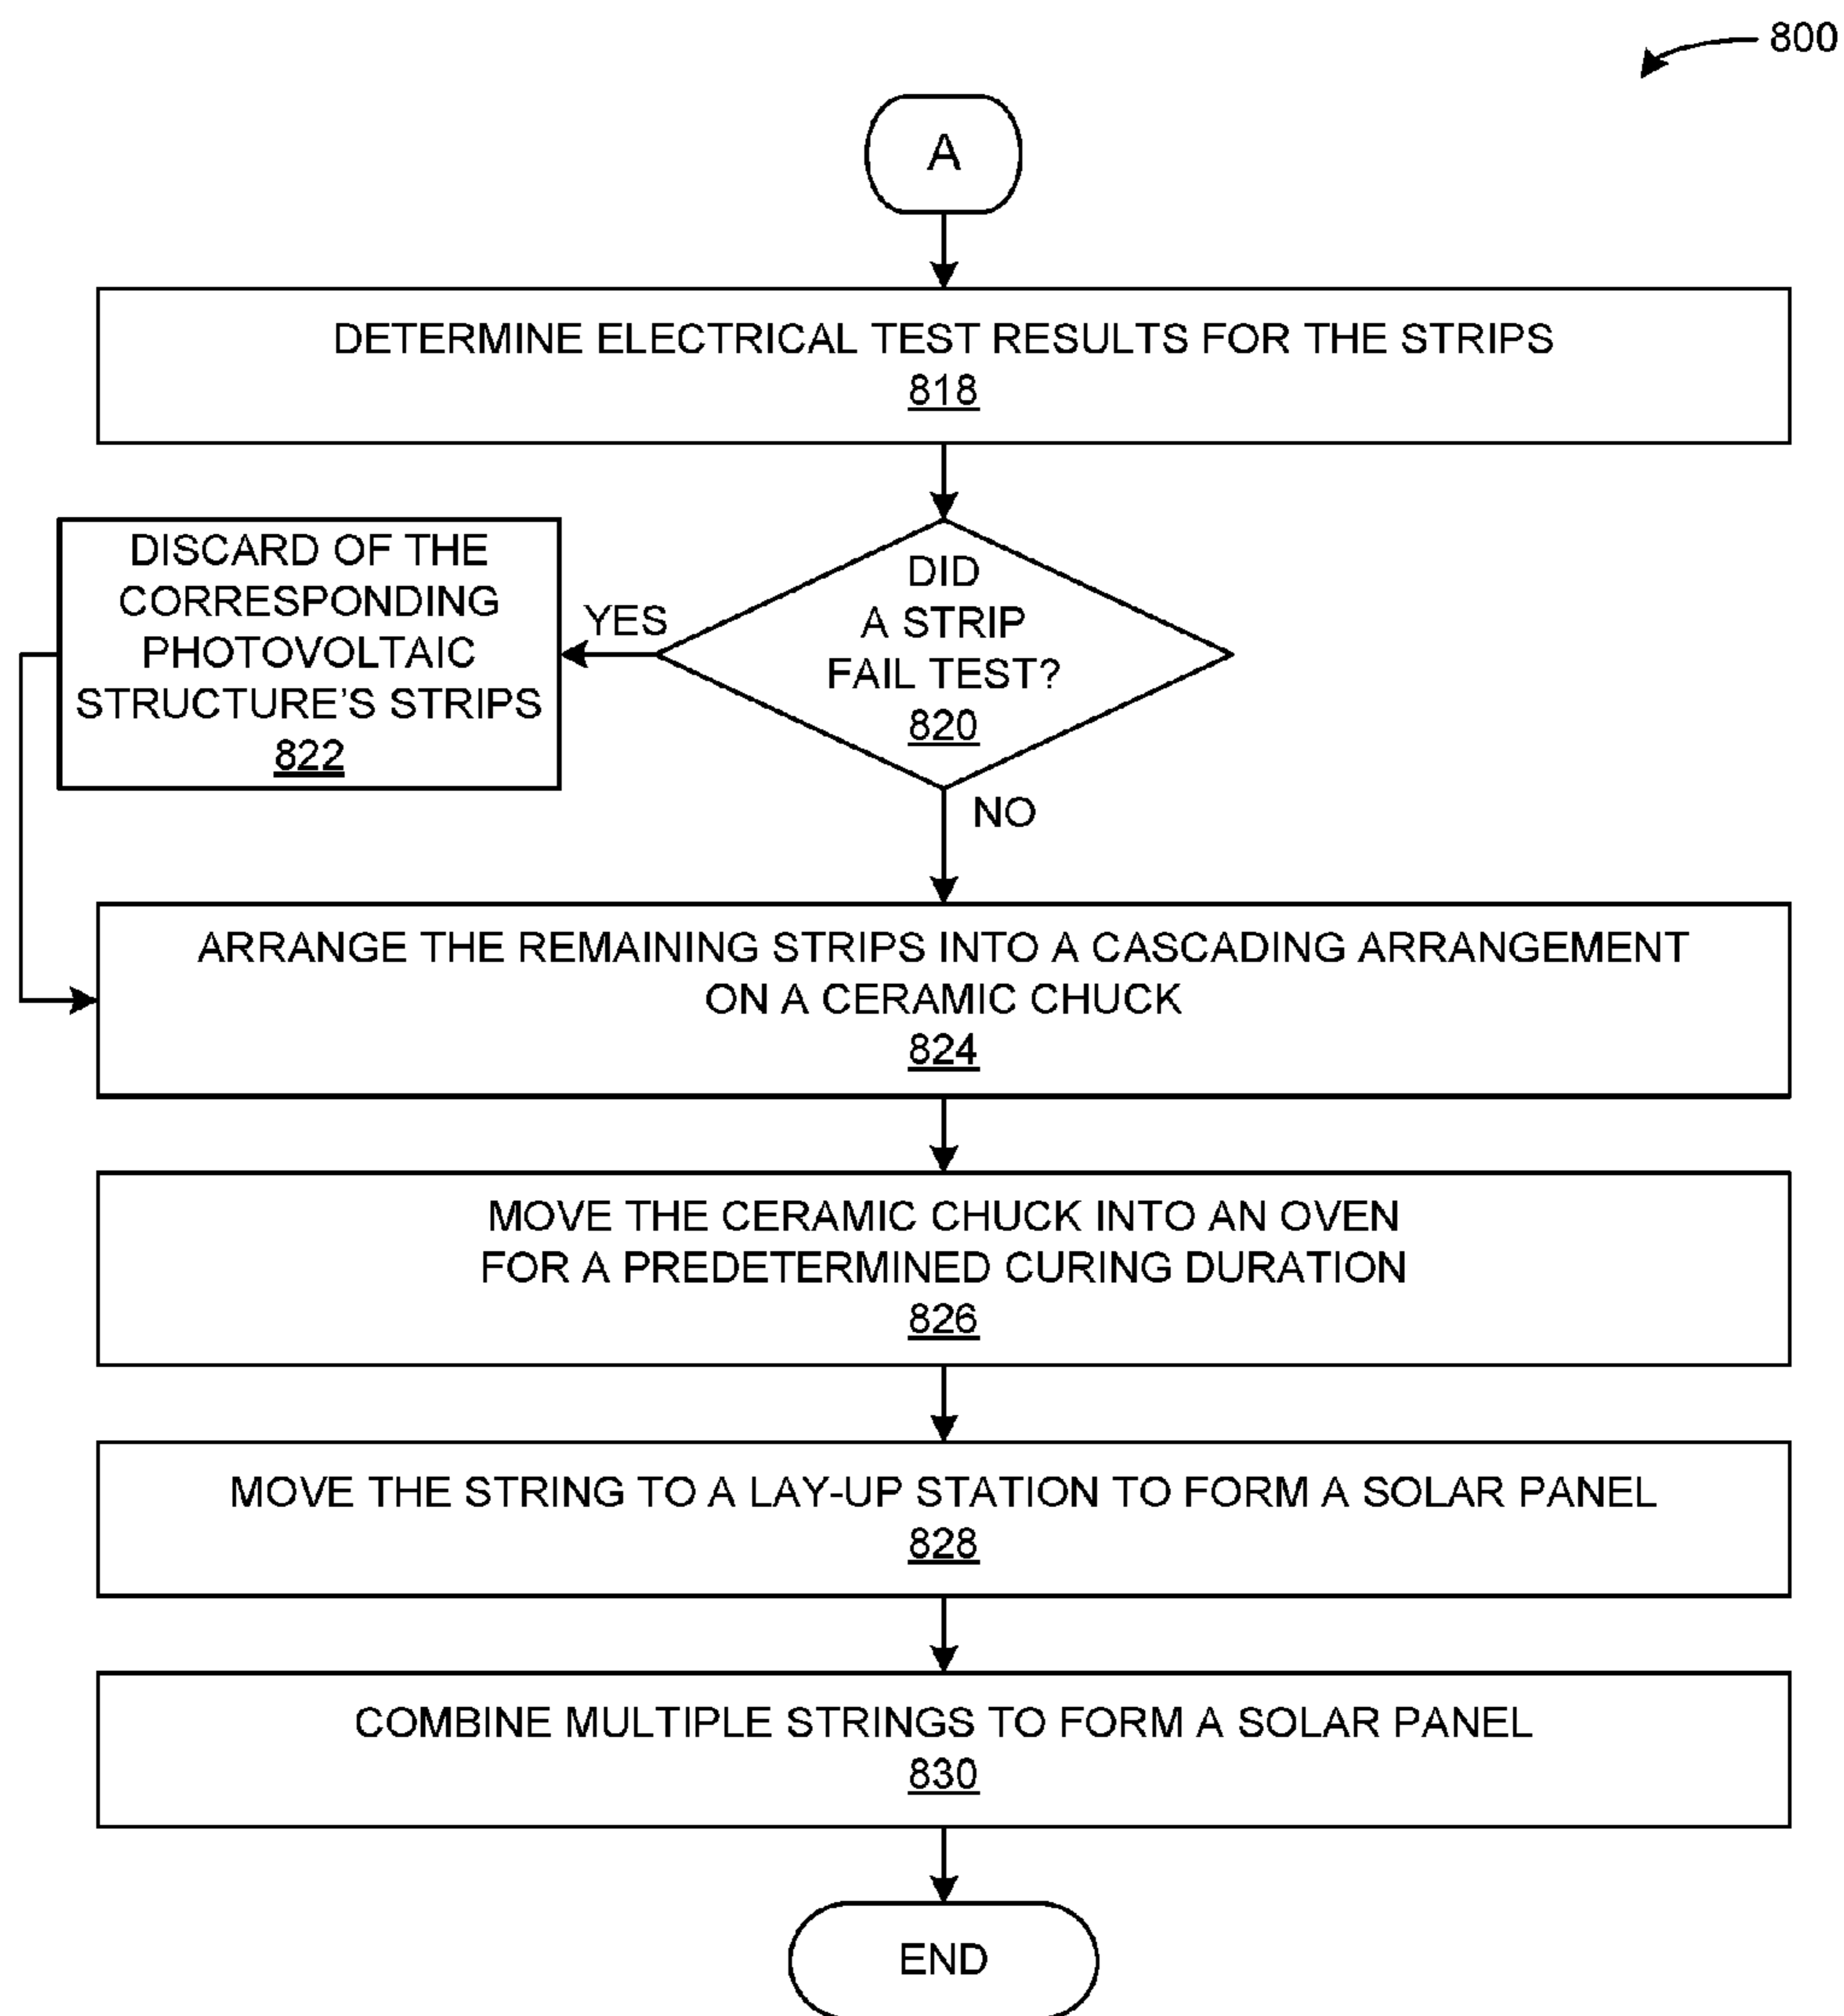 800
A
DETERMINE ELECTRICAL TEST RESULTS FOR THE STRIPS
818
DISCARD OF THE
CORRESPONDING
PHOTOVOLTAIC
STRUCTURE'S STRIPS
822
YES
DID
A STRIP
FAIL TEST?
820
NO
ARRANGE THE REMAINING STRIPS INTO A CASCADING ARRANGEMENT
ON A CERAMIC CHUCK
824
MOVE THE CERAMIC CHUCK INTO AN OVEN
FOR A PREDETERMINED CURING DURATION
826
MOVE THE STRING TO A LAY-UP STATION TO FORM A SOLAR PANEL
828
COMBINE MULTIPLE STRINGS TO FORM A SOLAR PANEL
830
END